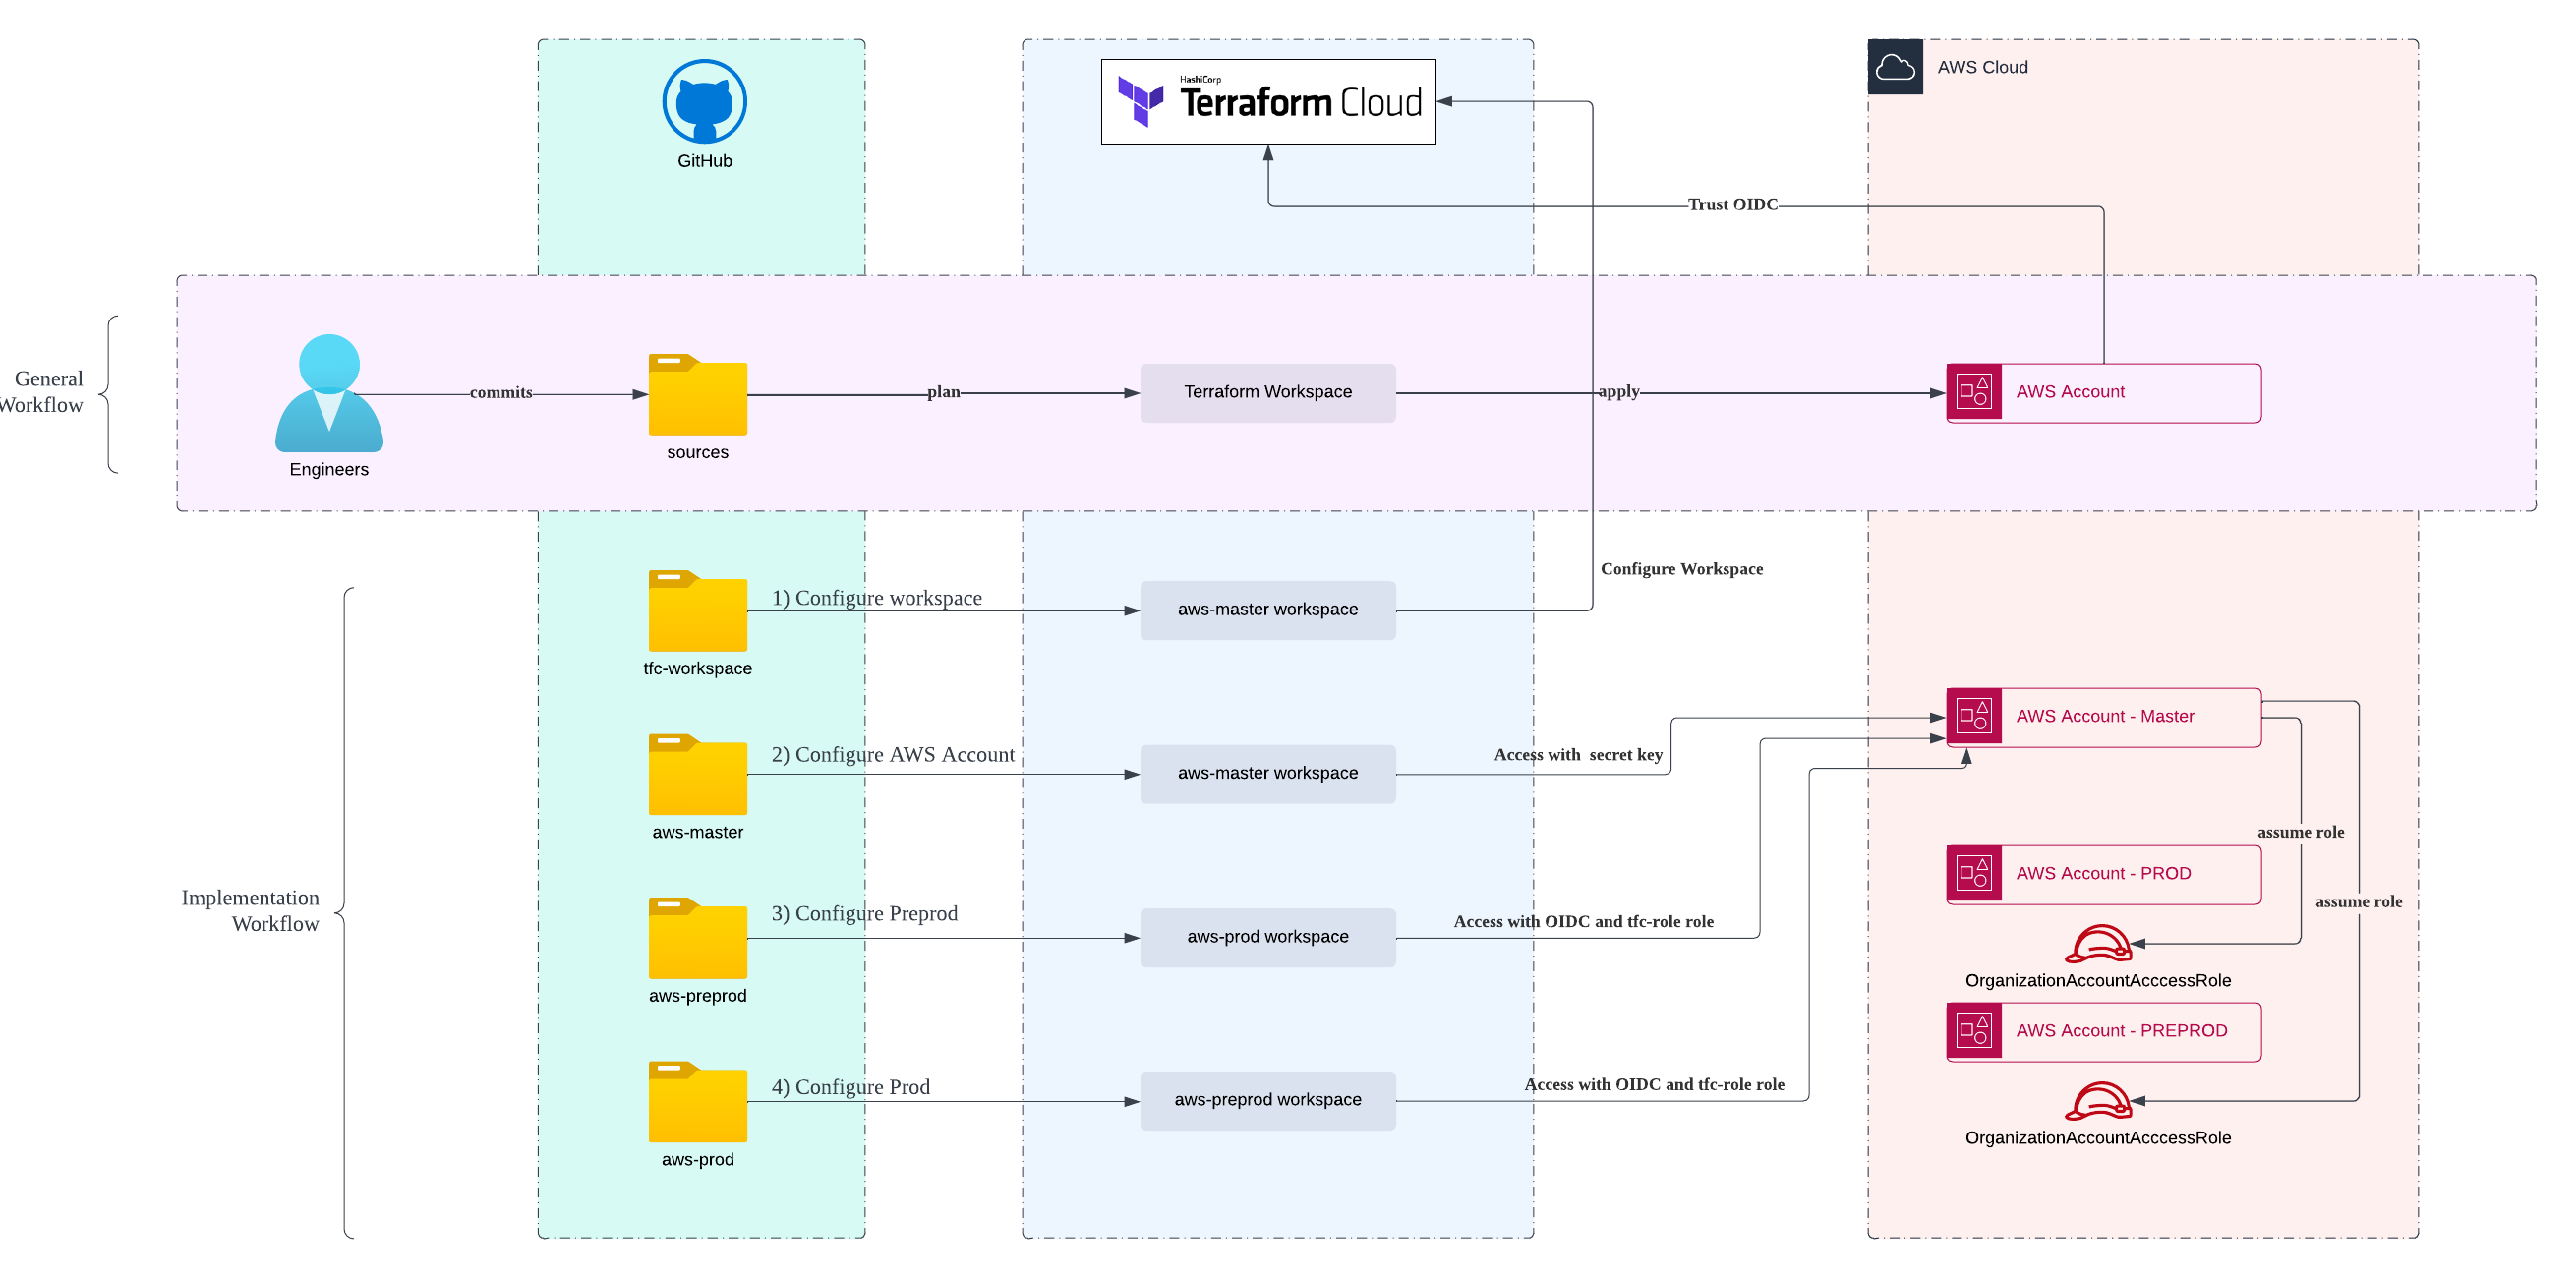 GitHub
HashiCorp
Terraform Cloud
AWS Cloud
Trust OIDC
General
Workflow
Engineers
commits
sources
plan
Terraform Workspace
apply
AWS Account
Configure Workspace
Implementation
Workflow
tfc-workspace
1) Configure workspace
aws-master workspace
aws-master
2) Configure AWS Account
aws-master workspace
Access with secret key
AWS Account - Master
assume role
assume role
aws-preprod
3) Configure Preprod
aws-prod workspace
Access with OIDC and tfc-role role
AWS Account - PROD
OrganizationAccountAcccessRole
aws-prod
4) Configure Prod
aws-preprod workspace
Access with OIDC and tfc-role role
AWS Account - PREPROD
OrganizationAccountAcccessRole